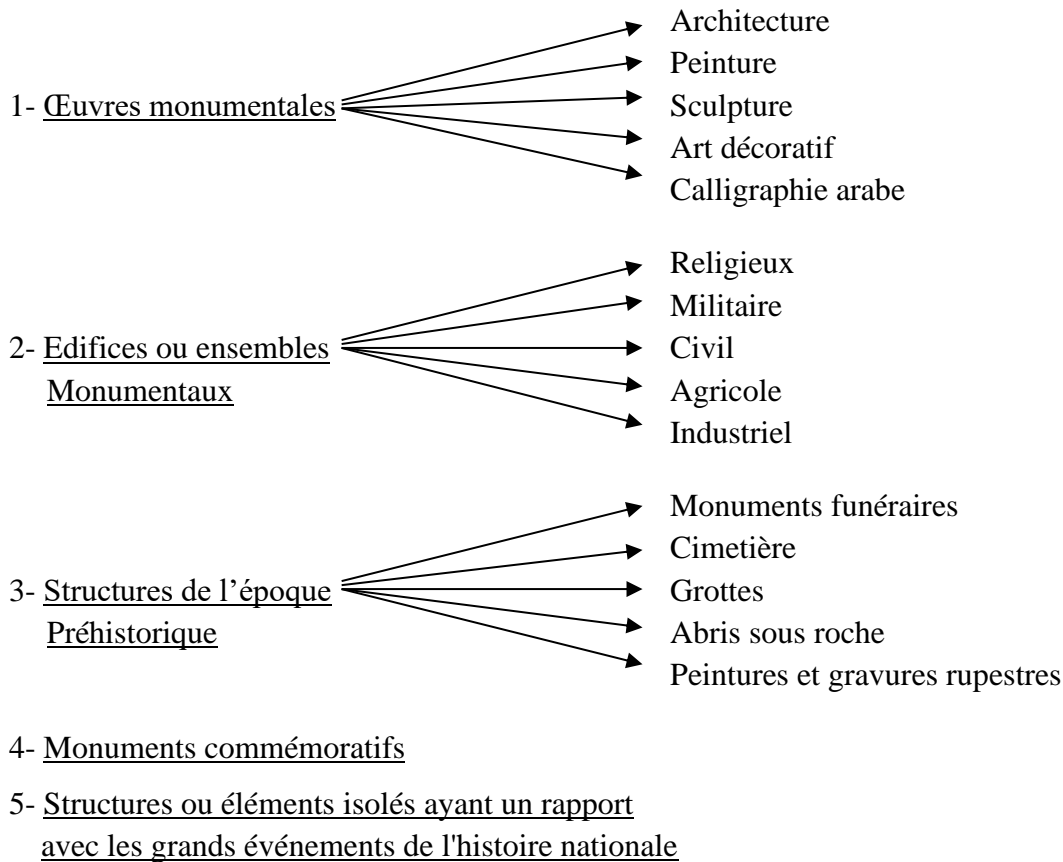 Architecture
Peinture
1- Œuvres monumentales
Sculpture
Art décoratif
Calligraphie arabe
Religieux
Militaire
2- Edifices ou ensembles
Monumentaux
Civil
Agricole
Industriel
Monuments funéraires
Cimetière
3- Structures de l’époque
Préhistorique
Grottes
Abris sous roche
Peintures et gravures rupestres
4- Monuments commémoratifs
5- Structures ou éléments isolés ayant un rapport
avec les grands événements de l'histoire nationale